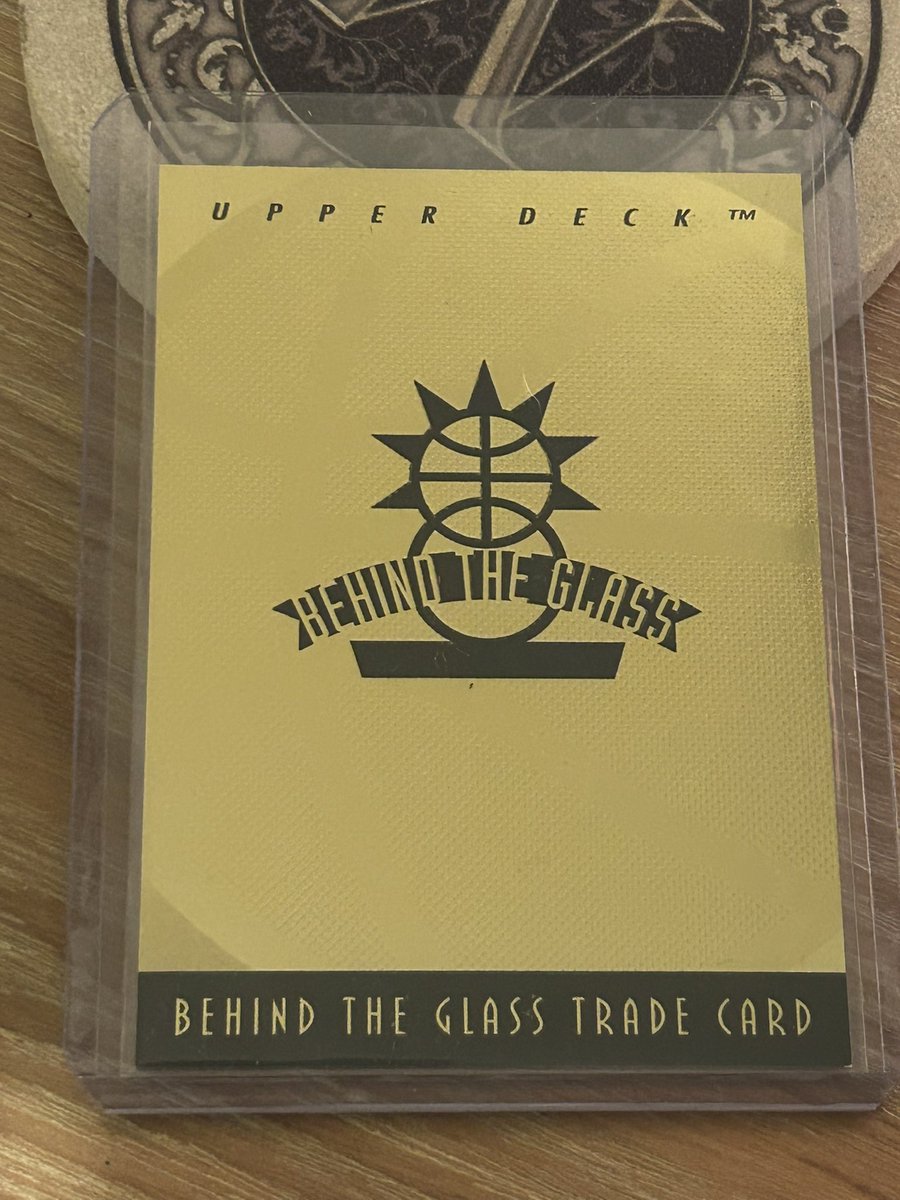 UPPER DECK™
BEHIND THE GLASS
BEHIND THE GLASS TRADE CARD